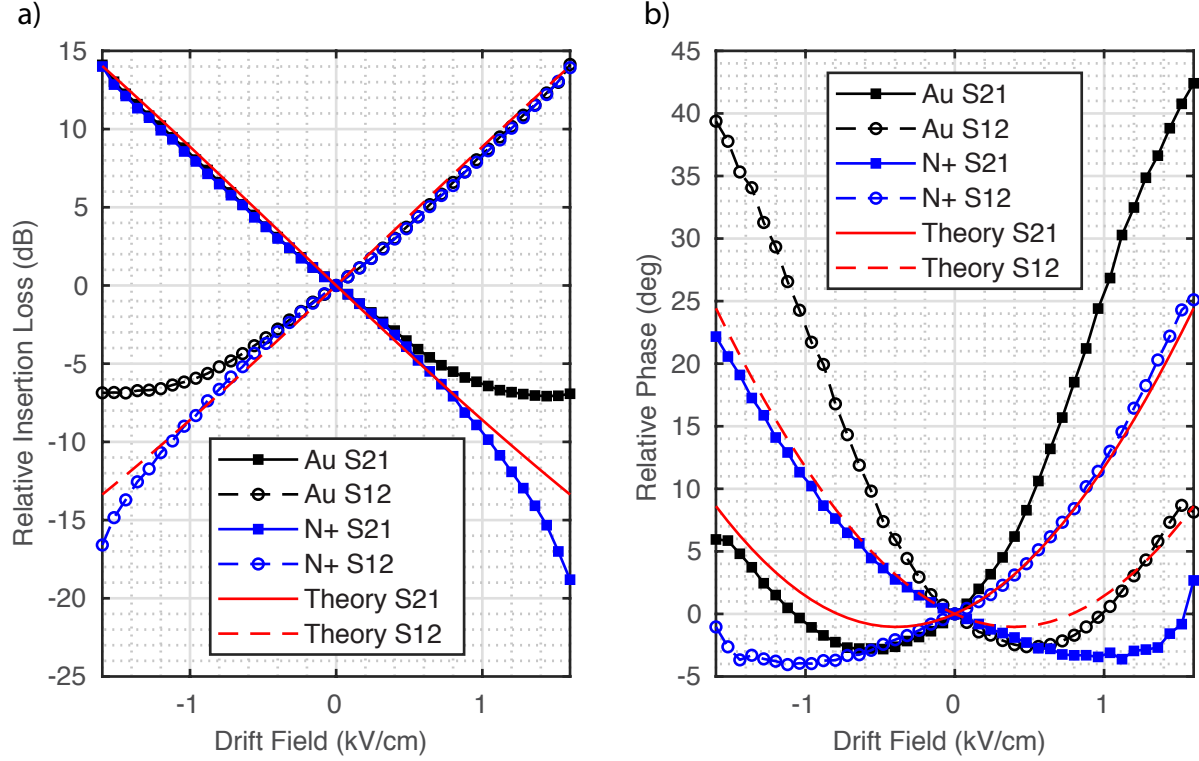 a)
15
10
5
0
-5
-10
-15
-20
-25
Relative Insertion Loss (dB)
Au S21
Au S12
N+ S21
N+ S12
Theory S21
Theory S12
-1
0
1
Drift Field (kV/cm)
b)
45
40
35
30
25
20
15
10
5
0
-5
Relative Phase (deg)
Au S21
Au S12
N+ S21
N+ S12
Theory S21
Theory S12
-1
0
1
Drift Field (kV/cm)